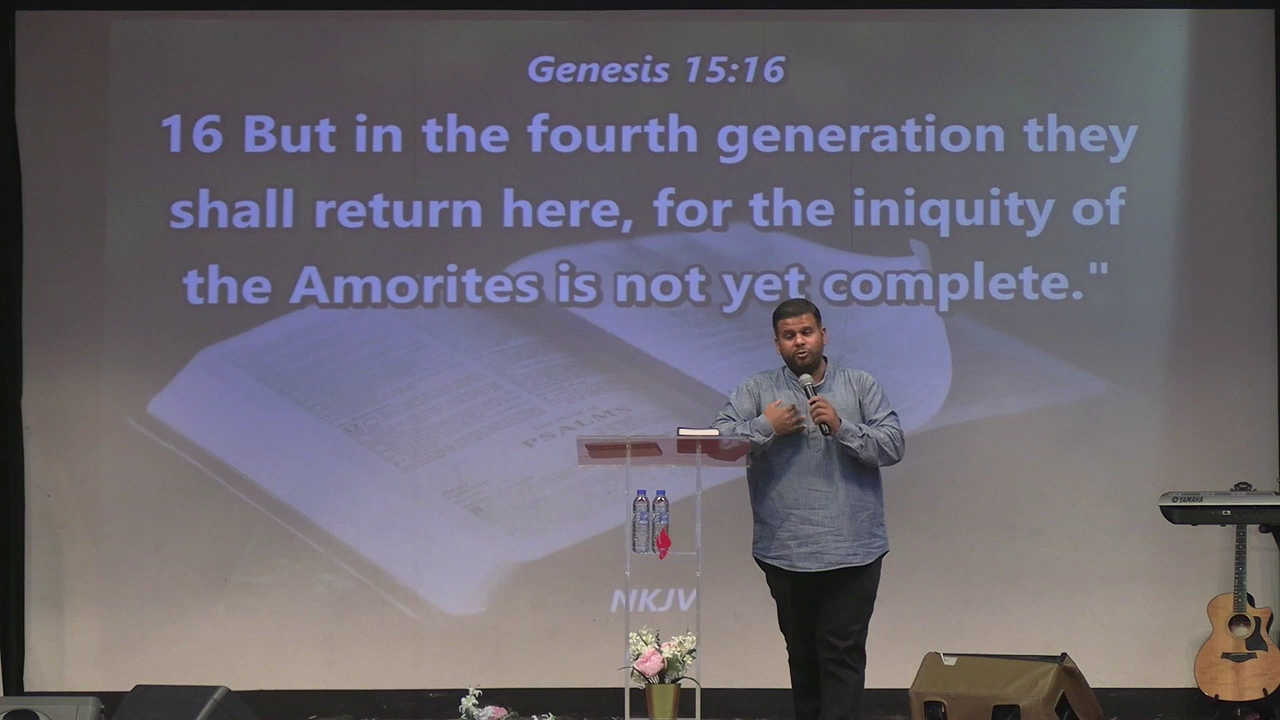 Genesis 15:16
16 But in the fourth generation they
shall return here, for the iniquity of
the Amorites is not yet complete."
PSALMS
NKJV
YAMAHA